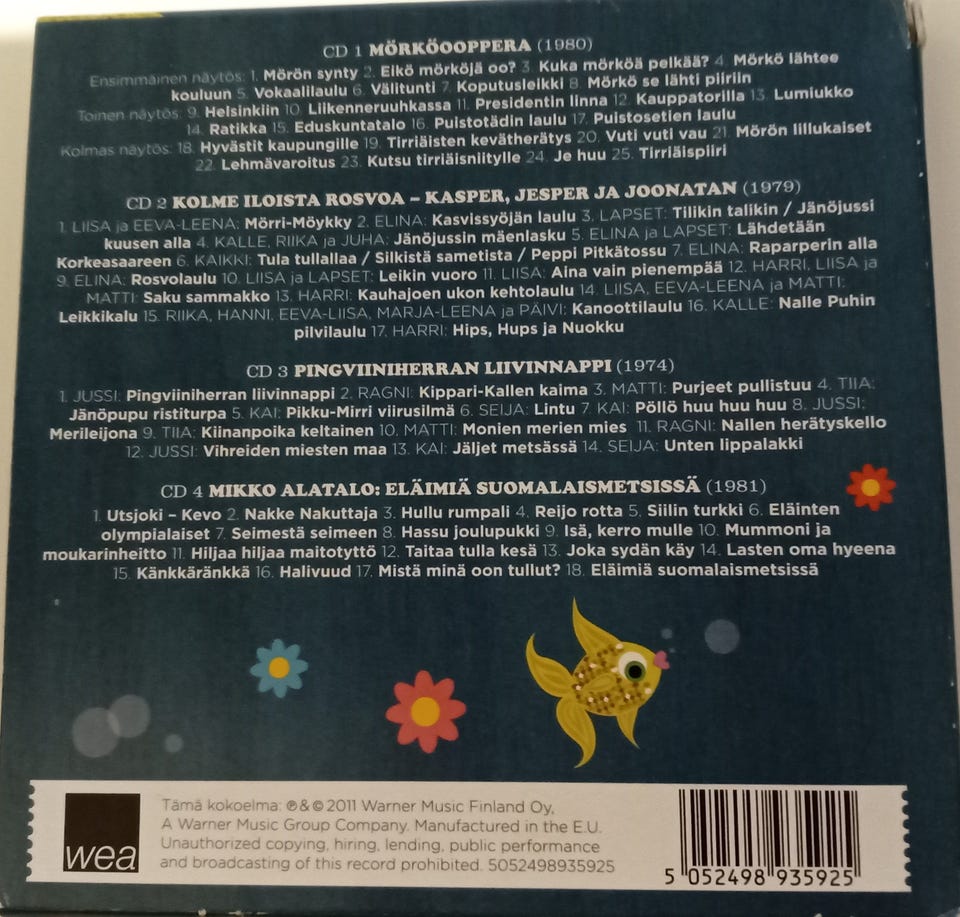 CD 1 MÖRKÖOOPPERA (1980)
Ensimmäinen näytös: 1. Mörön synty 2. Eikö mörköjä oo? 3. Kuka mörköä pelkää? 4. Mörkö lähtee
kouluun 5. Vokaalilaulu 6. Välitunti 7. Koputusleikki 8. Mörkö se lähti piiriin
Toinen näytös: 9. Helsinkiin 10. Liikenneruuhkassa 11. Presidentin linna 12. Kauppatorilla 13. Lumiukko
14. Ratikka 15. Eduskuntatalo 16. Puistotädin laulu 17. Puistosetien laulu
Kolmas näytös: 18. Hyvästit kaupungille 19. Tirriäisten kevätherätys 20. Vuti vuti vau 21. Mörön lillukaiset
22. Lehmävaroitus 23. Kutsu tirriäisniitylle 24. Je huu 25. Tirriäispiiri
CD 2 KOLME ILOISTA ROSVOA – KASPER, JESPER JA JOONATAN (1979)
1. LIISA ja EEVA-LEENA: Mörri-Möykky 2. ELINA: Kasvissyöjän laulu 3. LAPSET: Tilikin talikin / Jänöjussi
kuusen alla 4. KALLE, RIIKA ja JUHA: Jänöjussin mäenlasku 5. ELINA ja LAPSET: Lähdetään
Korkeasaareen 6. KAIKKI: Tula tullallaa / Silkistä sametista / Peppi Pitkätossu 7. ELINA: Raparperin alla
9. ELINA: Rosvolaulu 10. LIISA ja LAPSET: Leikin vuoro 11. LIISA: Aina vain pienempää 12. HARRI, LIISA ja
MATTI: Saku sammakko 13. HARRI: Kauhajoen ukon kehtolaulu 14. LIISA, EEVA-LEENA ja MATTI:
Leikkikalu 15. RIIKA, HANNI, EEVA-LIISA, MARJA-LEENA ja PÄIVI: Kanoottilaulu 16. KALLE: Nalle Puhin
pilvilaulu 17. HARRI: Hips, Hups ja Nuokku
CD 3 PINGVIINIHERRAN LIIVINNAPPI (1974)
1. JUSSI: Pingviiniherran liivinnappi 2. RAGNI: Kippari-Kallen kaima 3. MATTI: Purjeet pullistuu 4. TIIA:
Jänöpupu ristiturpa 5. KAI: Pikku-Mirri viirusilmä 6. SEIJA: Lintu 7. KAI: Pöllö huu huu huu 8. JUSSI:
Merileijona 9. TIIA: Kiinanpoika keltainen 10. MATTI: Monien merien mies 11. RAGNI: Nallen herätyskello
12. JUSSI: Vihreiden miesten maa 13. KAI: Jäljet metsässä 14. SEIJA: Unten lippalakki
CD 4 MIKKO ALATALO: ELÄIMIÄ SUOMALAISMETSISSÄ (1981)
1. Utsjoki – Kevo 2. Nakke Nakuttaja 3. Hullu rumpali 4. Reijo rotta 5. Siilin turkki 6. Eläinten
olympialaiset 7. Seimestä seimeen 8. Hassu joulupukki 9. Isä, kerro mulle 10. Mummoni ja
moukarinheitto 11. Hiljaa hiljaa maitotyttö 12. Taitaa tulla kesä 13. Joka sydän käy 14. Lasten oma hyeena
15. Känkkäränkkä 16. Halivuud 17. Mistä minä oon tullut? 18. Eläimiä suomalaismetsissä
wea
Tämä kokoelma: ℗ & © 2011 Warner Music Finland Oy,
A Warner Music Group Company. Manufactured in the E.U.
Unauthorized copying, hiring, lending, public performance
and broadcasting of this record prohibited. 5052498935925
5 052498 935925